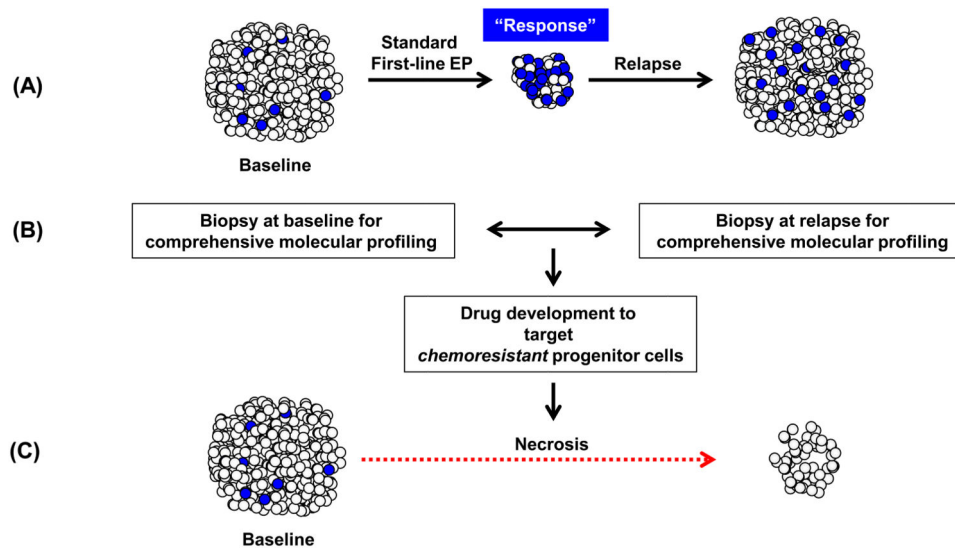 (A)
Standard
First-line EP
“Response”
Relapse
Baseline
(B)
Biopsy at baseline for
comprehensive molecular profiling
Biopsy at relapse for
comprehensive molecular profiling
Drug development to
target
chemoresistant progenitor cells
(C)
Necrosis
Baseline